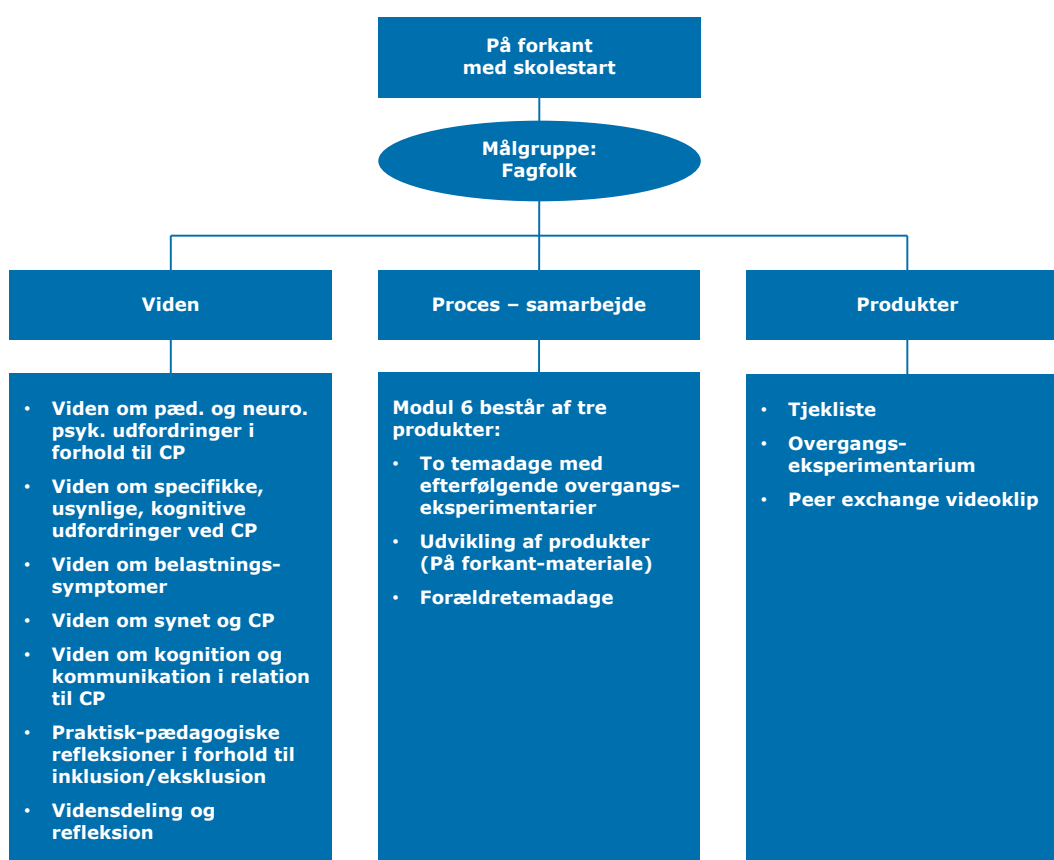 På forkant
med skolestart
Målgruppe:
Fagfolk
Viden
Proces – samarbejde
Produkter
• Viden om pæd. og neuro.
psyk. udfordringer i
forhold til CP
• Viden om specifikke,
usynlige, kognitive
udfordringer ved CP
• Viden om belastnings-
symptomer
• Viden om synet og CP
• Viden om kognition og
kommunikation i relation
til CP
• Praktisk-pædagogiske
refleksioner i forhold til
inklusion/eksklusion
• Vidensdeling og
refleksion
Modul 6 består af tre
produkter:
• To temadage med
efterfølgende overgangs-
eksperimentarier
• Udvikling af produkter
(På forkant-materiale)
• Forældretemadage
• Tjekliste
• Overgangs-
eksperimentarium
• Peer exchange videoklip